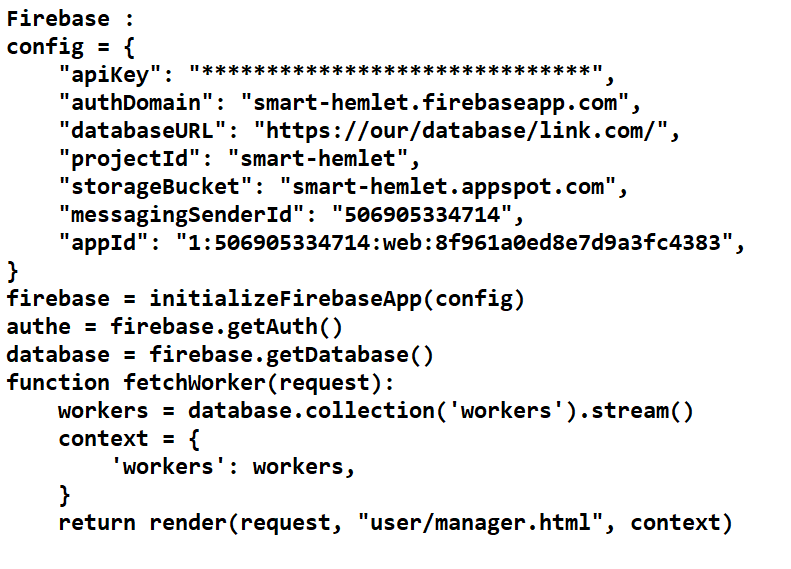 Firebase :
config = {
    "apiKey": "******************************",
    "authDomain": "smart-hemlet.firebaseapp.com",
    "databaseURL": "https://our/database/link.com/",
    "projectId": "smart-hemlet",
    "storageBucket": "smart-hemlet.appspot.com",
    "messagingSenderId": "506905334714",
    "appId": "1:506905334714:web:8f961a0ed8e7d9a3fc4383",
}
firebase = initializeFirebaseApp(config)
authe = firebase.getAuth()
database = firebase.getDatabase()
function fetchWorker(request):
    workers = database.collection('workers').stream()
    context = {
        'workers': workers,
    }
    return render(request, "user/manager.html", context)